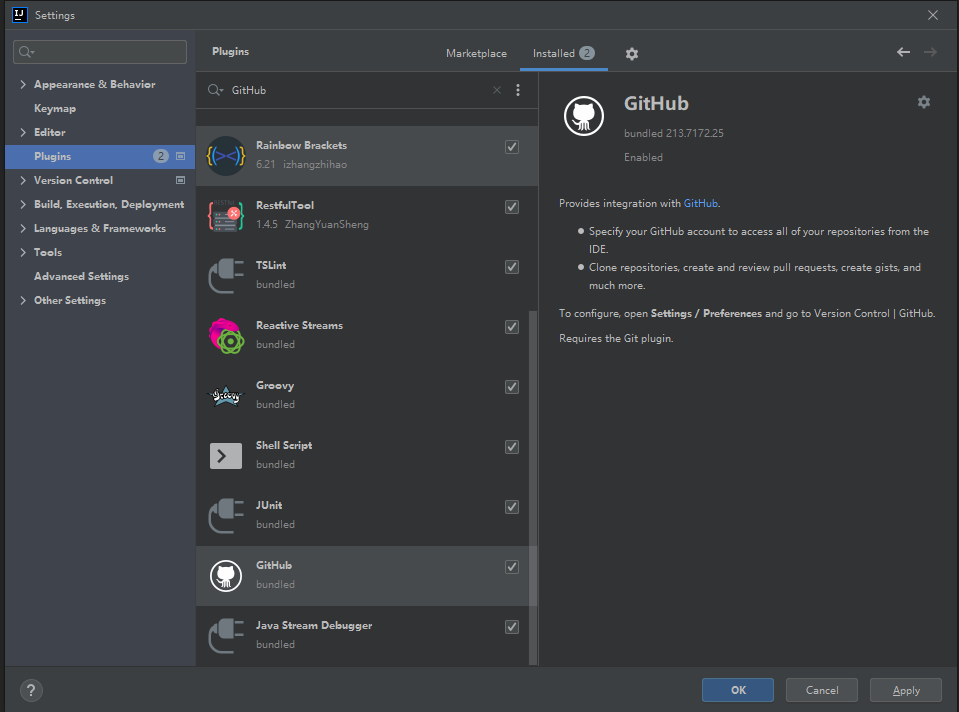 IJ
Settings
Appearance & Behavior
Keymap
Editor
Plugins 2
Version Control
Build, Execution, Deployment
Languages & Frameworks
Tools
Advanced Settings
Other Settings
Plugins
Marketplace
Installed 2
GitHub
Rainbow Brackets
6.21 izhangzhihao
RestfulTool
1.4.5 ZhangYuanSheng
TSLint
bundled
Reactive Streams
bundled
Groovy
bundled
Shell Script
bundled
JUnit
bundled
GitHub
bundled
Java Stream Debugger
bundled
GitHub
bundled 213.7172.25
Enabled
Provides integration with GitHub.
● Specify your GitHub account to access all of your repositories from the
IDE.
● Clone repositories, create and review pull requests, create gists, and
much more.
To configure, open Settings / Preferences and go to Version Control | GitHub.
Requires the Git plugin.
?
OK
Cancel
Apply